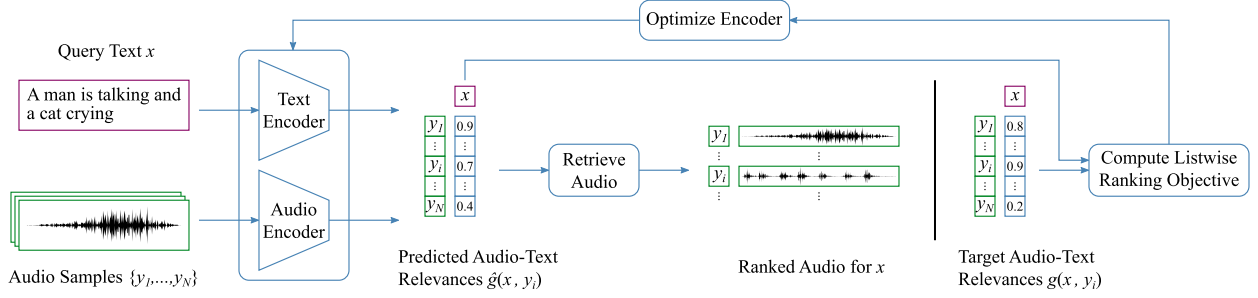 Optimize Encoder
Query Text x
A man is talking and
a cat crying
Text
Encoder
Audio
Encoder
Audio Samples {y1,...,yN}
x
y1 0.9
⋮ ⋮
yi 0.7
⋮ ⋮
yN 0.4
Predicted Audio-Text
Relevances ĝ(x, yi)
Retrieve
Audio
y1
⋮ ⋮
yi
⋮ ⋮
Ranked Audio for x
x
y1 0.8
⋮ ⋮
yi 0.9
⋮ ⋮
yN 0.2
Target Audio-Text
Relevances g(x, yi)
Compute Listwise
Ranking Objective